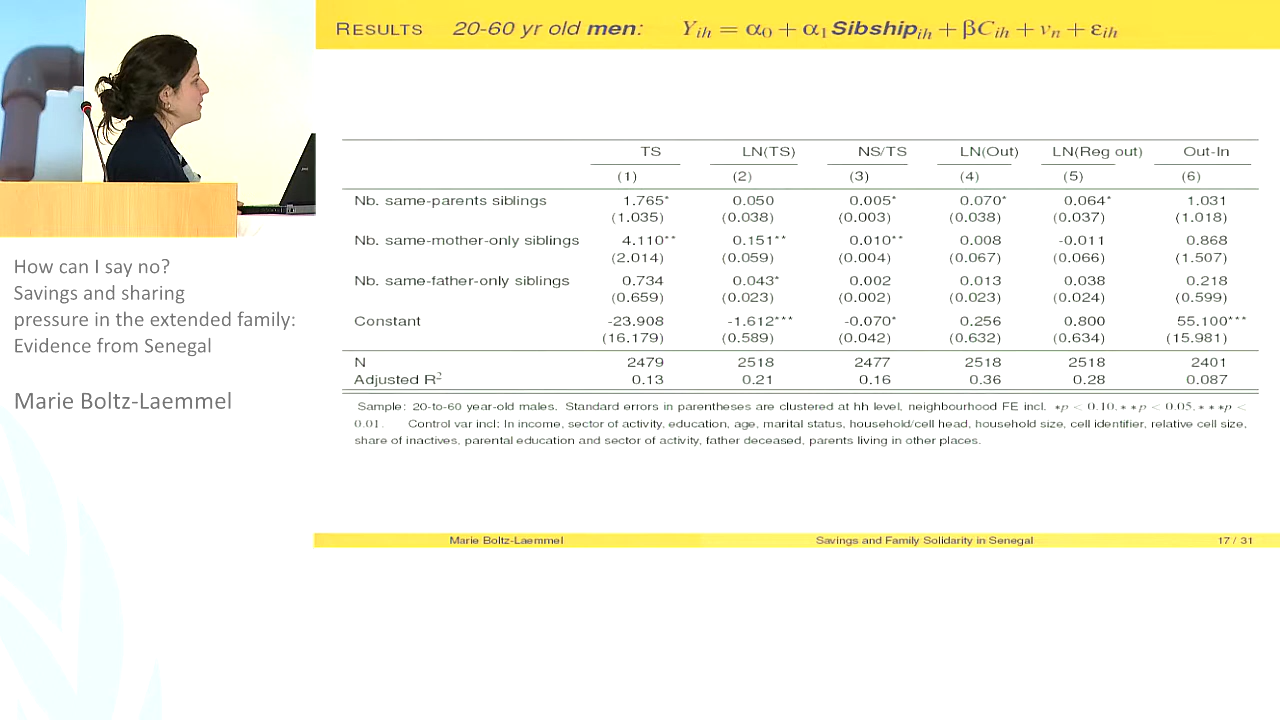 RESULTS 20-60 yr old men: Y_ih = α_0 + α_1 Sibship_ih + βC_ih + ν_n + ε_ih
TS LN(TS) NS/TS LN(Out) LN(Reg out) Out-In
(1) (2) (3) (4) (5) (6)
Nb. same-parents siblings 1.765* 0.050 0.005* 0.070* 0.064* 1.031
(1.035) (0.038) (0.003) (0.038) (0.037) (1.018)
Nb. same-mother-only siblings 4.110** 0.151** 0.010** 0.008 -0.011 0.868
(2.014) (0.059) (0.004) (0.067) (0.066) (1.507)
Nb. same-father-only siblings 0.734 0.043* 0.002 0.013 0.038 0.218
(0.659) (0.023) (0.002) (0.023) (0.024) (0.599)
Constant -23.908 -1.612*** -0.070* 0.256 0.800 55.100***
(16.179) (0.589) (0.042) (0.632) (0.634) (15.981)
N 2479 2518 2477 2518 2518 2401
Adjusted R² 0.13 0.21 0.16 0.36 0.28 0.087
Sample: 20-to-60 year-old males. Standard errors in parentheses are clustered at hh level, neighbourhood FE incl. *p < 0.10, **p < 0.05, ***p <
0.01. Control var incl: ln income, sector of activity, education, age, marital status, household/cell head, household size, cell identifier, relative cell size,
share of inactives, parental education and sector of activity, father deceased, parents living in other places.
Marie Boltz-Laemmel Savings and Family Solidarity in Senegal 17 / 31
How can I say no?
Savings and sharing
pressure in the extended family:
Evidence from Senegal
Marie Boltz-Laemmel